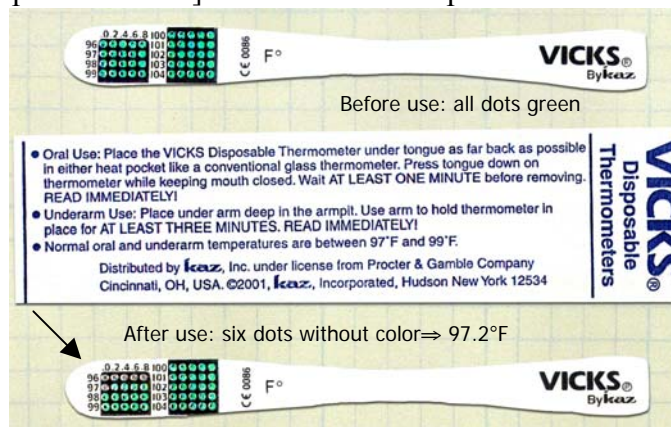 .0 .2 .4 .6 .8 100
96 101
97 102
98 103
99 104
CE 0086
F°
VICKS®
By kaz
Before use: all dots green
● Oral Use: Place the VICKS Disposable Thermometer under tongue as far back as possible
in either heat pocket like a conventional glass thermometer. Press tongue down on
thermometer while keeping mouth closed. Wait AT LEAST ONE MINUTE before removing.
READ IMMEDIATELY!
● Underarm Use: Place under arm deep in the armpit. Use arm to hold thermometer in
place for AT LEAST THREE MINUTES. READ IMMEDIATELY!
● Normal oral and underarm temperatures are between 97°F and 99°F.
Distributed by kaz, Inc. under license from Procter & Gamble Company
Cincinnati, OH, USA. ©2001, kaz, Incorporated, Hudson New York 12534
VICKS®
Disposable
Thermometers
After use: six dots without color⇒ 97.2°F
.0 .2 .4 .6 .8 100
96 101
97 102
98 103
99 104
CE 0086
F°
VICKS®
By kaz